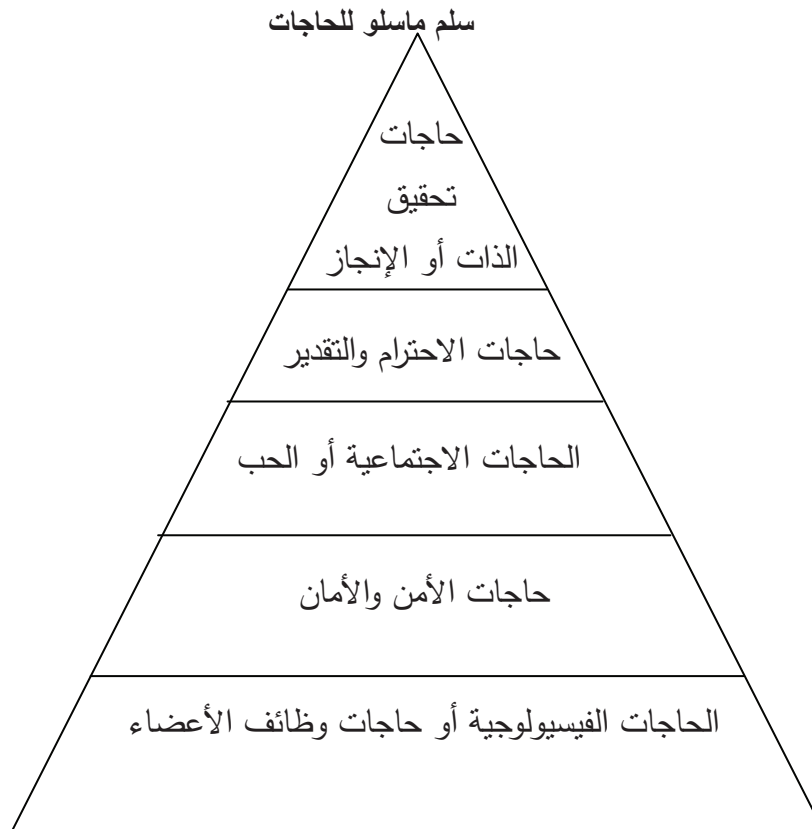 سلم ماسلو للحاجات
حاجات
تحقيق
الذات أو الإنجاز
حاجات الاحترام والتقدير
الحاجات الاجتماعية أو الحب
حاجات الأمن والأمان
الحاجات الفيسيولوجية أو حاجات وظائف الأعضاء